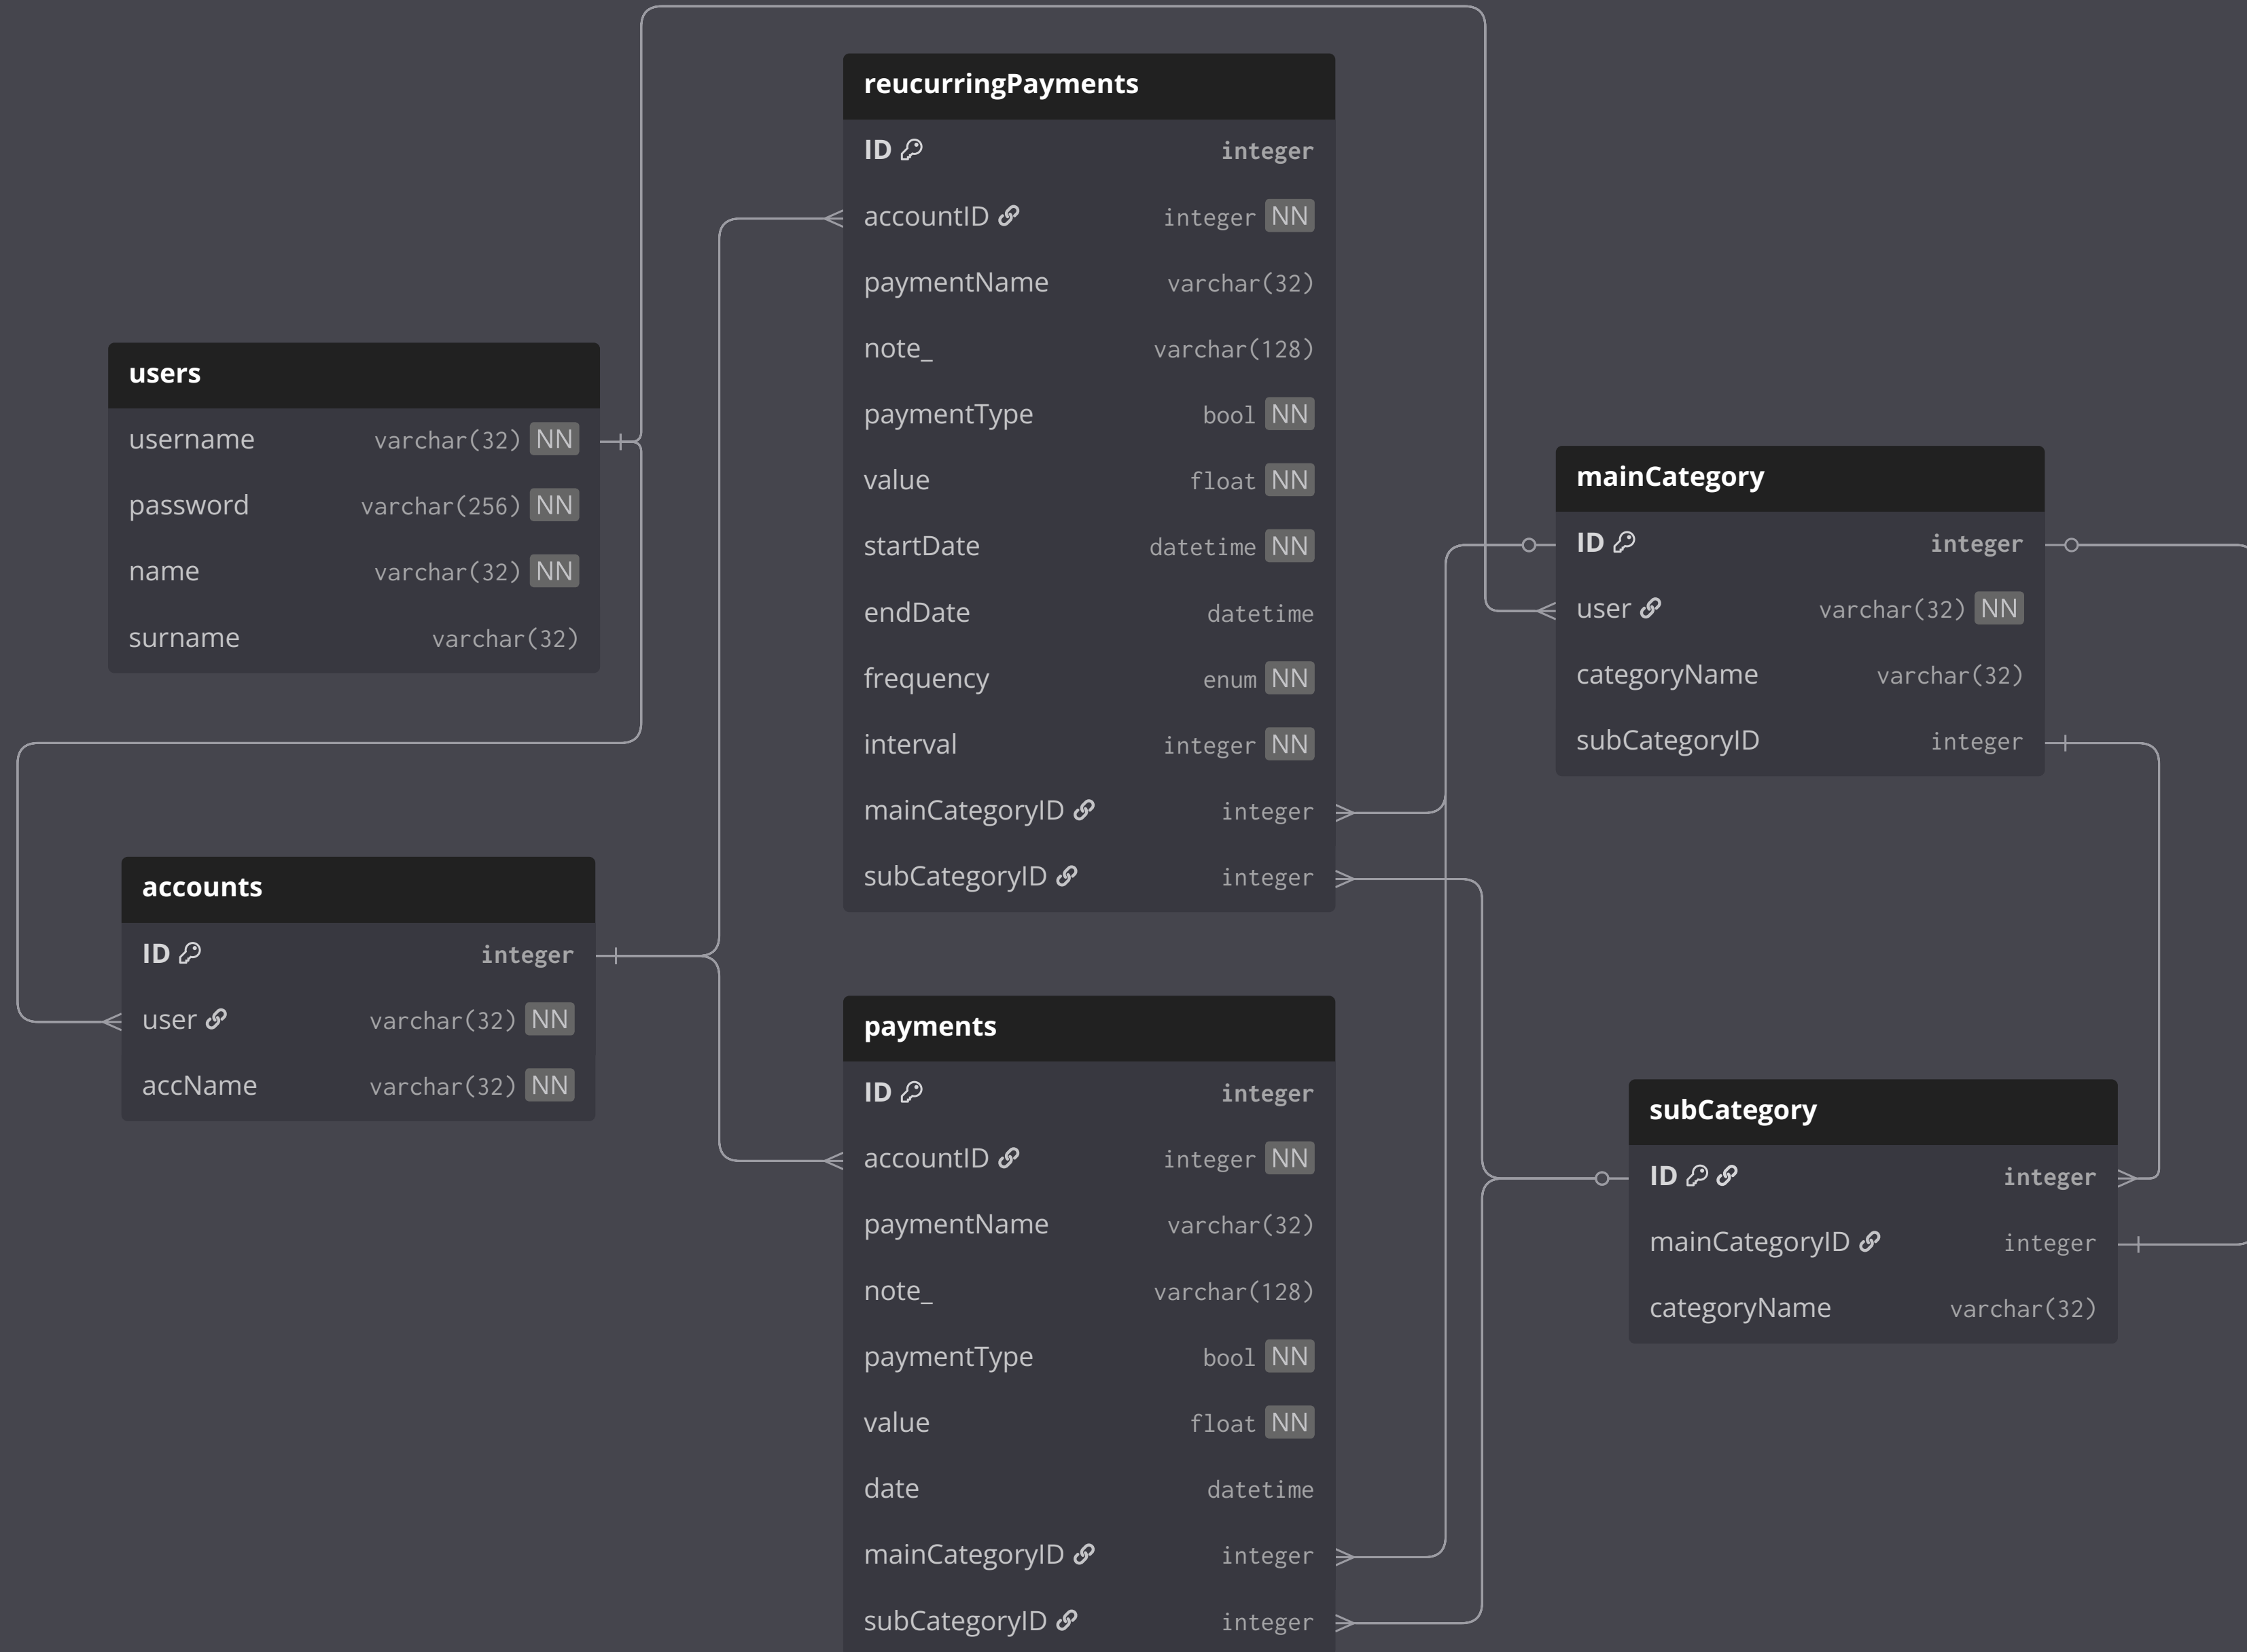 reucurringPayments
ID integer
accountID integer NN
paymentName varchar(32)
note_ varchar(128)
paymentType bool NN
value float NN
startDate datetime NN
endDate datetime
frequency enum NN
interval integer NN
mainCategoryID integer
subCategoryID integer
users
username varchar(32) NN
password varchar(256) NN
name varchar(32) NN
surname varchar(32)
mainCategory
ID integer
user varchar(32) NN
categoryName varchar(32)
subCategoryID integer
accounts
ID integer
user varchar(32) NN
accName varchar(32) NN
payments
ID integer
accountID integer NN
paymentName varchar(32)
note_ varchar(128)
paymentType bool NN
value float NN
date datetime
mainCategoryID integer
subCategoryID integer
subCategory
ID integer
mainCategoryID integer
categoryName varchar(32)